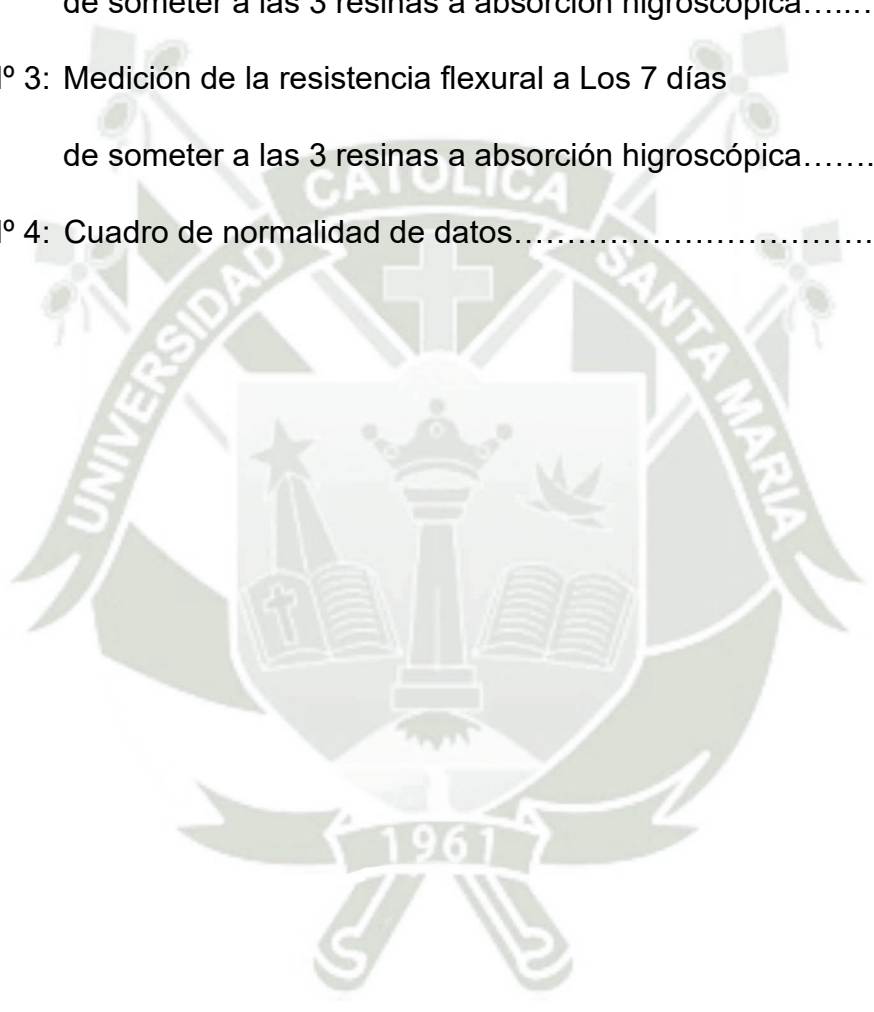 de someter a las 3 resinas a absorción higroscópica…..…
º 3: Medición de la resistencia flexural a Los 7 días
de someter a las 3 resinas a absorción higroscópica…….
º 4: Cuadro de normalidad de datos…………………………….
UNIVERSIDAD CATOLICA SANTA MARIA
1961